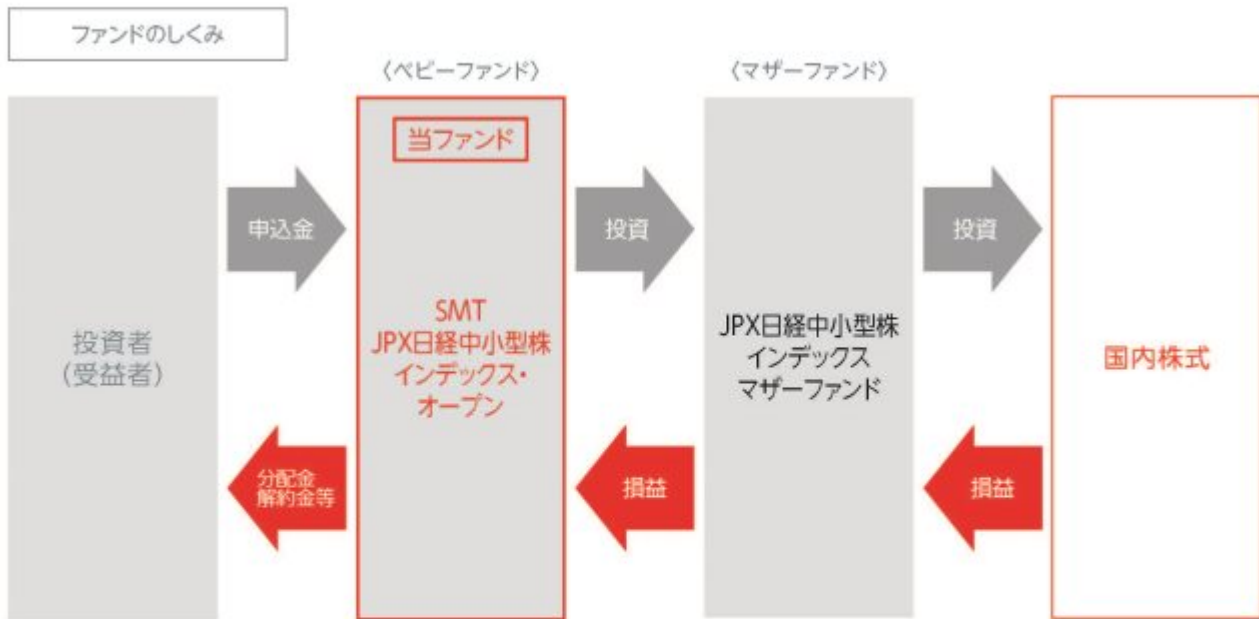 ファンドのしくみ
〈ベビーファンド〉
〈マザーファンド〉
投資者
(受益者)
申込金
分配金
解約金等
当ファンド
SMT
JPX日経中小型株
インデックス・
オープン
投資
損益
JPX日経中小型株
インデックス
マザーファンド
投資
損益
国内株式